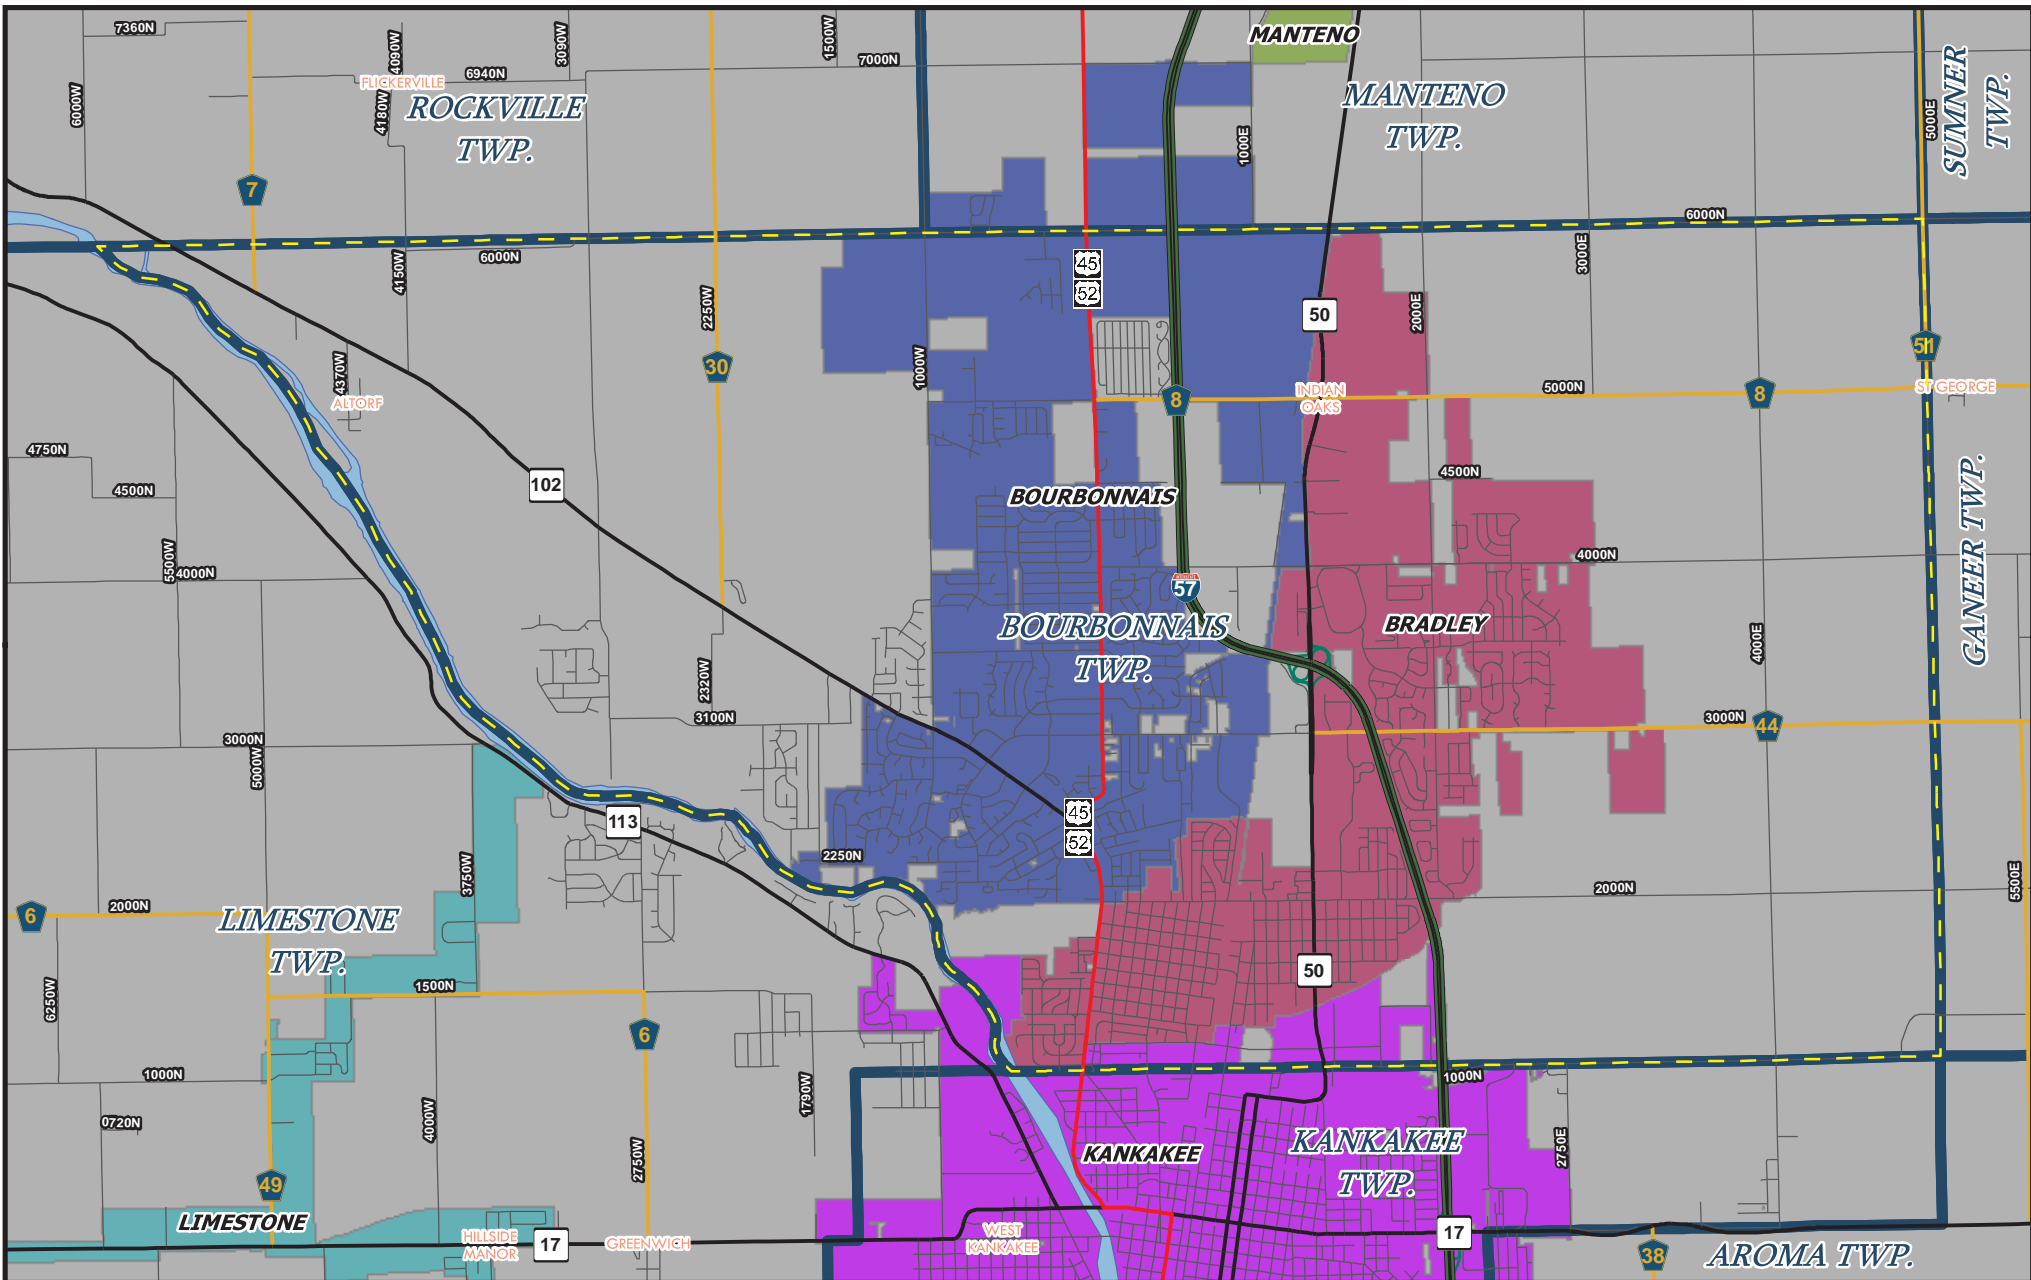 7360N
6000W
4090W
3090W
1500W
7000N
6940N
FLICKERVILLE
4180W
ROCKVILLE
TWP.
MANTENO
MANTENO
TWP.
1000E
5000E
SUMNER
TWP.
7
6000N
6000N
4150W
2250W
3000E
2000E
45
52
50
51
4370W
ALTORF
30
1000W
8
INDIAN
OAKS
5000N
8
ST GEORGE
4750N
4500N
102
BOURBONNAIS
4500N
GANEER TWP.
5500W
4000N
4000N
57
BOURBONNAIS
TWP.
BRADLEY
4000E
2320W
3100N
3000N
44
3000N
5000W
113
45
52
2250N
3750W
2000N
5500E
6
2000N
LIMESTONE
TWP.
50
6250W
1500N
6
1000N
1000N
1790W
0720N
4000W
2750W
KANKAKEE
KANKAKEE
TWP.
2750E
49
LIMESTONE
HILLSIDE
MANOR
17
GREENWICH
WEST
KANKAKEE
17
38
AROMA TWP.